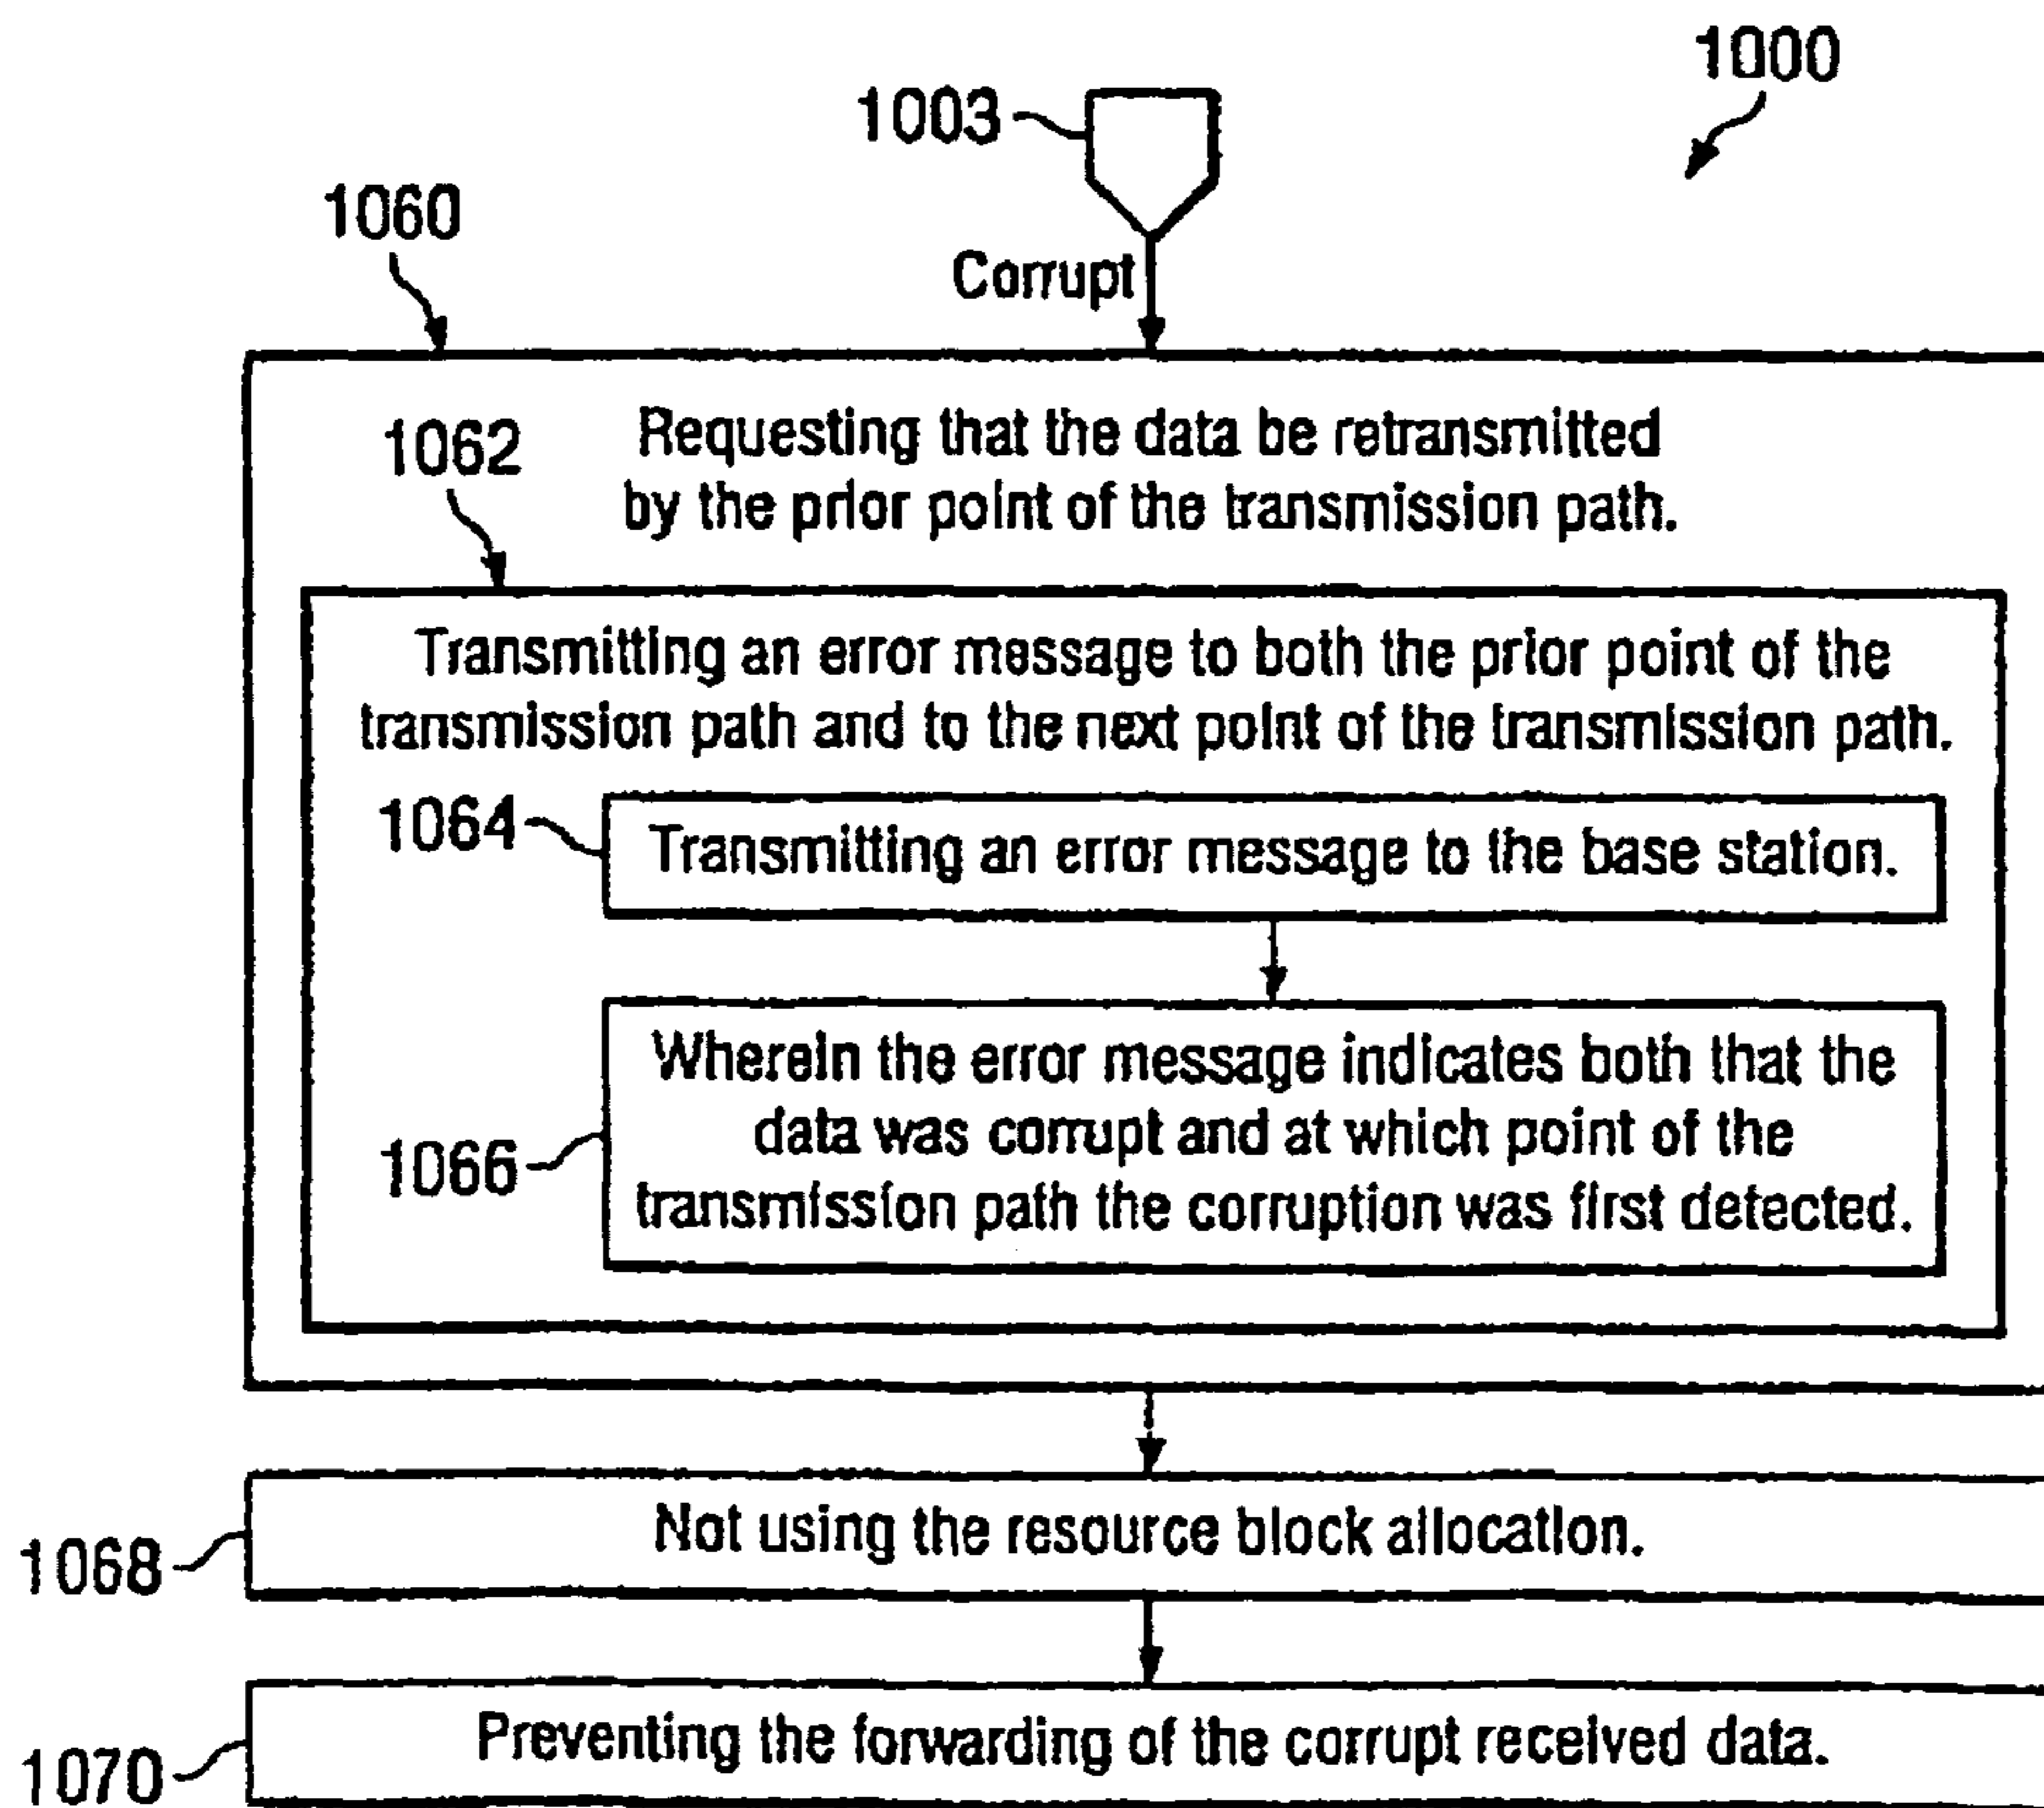 1000
1003
1060
Corrupt
Requesting that the data be retransmitted
by the prior point of the transmission path.
1062
Transmitting an error message to both the prior point of the
transmission path and to the next point of the transmission path.
1064
Transmitting an error message to the base station.
Wherein the error message indicates both that the
data was corrupt and at which point of the
1066
transmission path the corruption was first detected.
Not using the resource block allocation.
1068
Preventing the forwarding of the corrupt received data.
1070